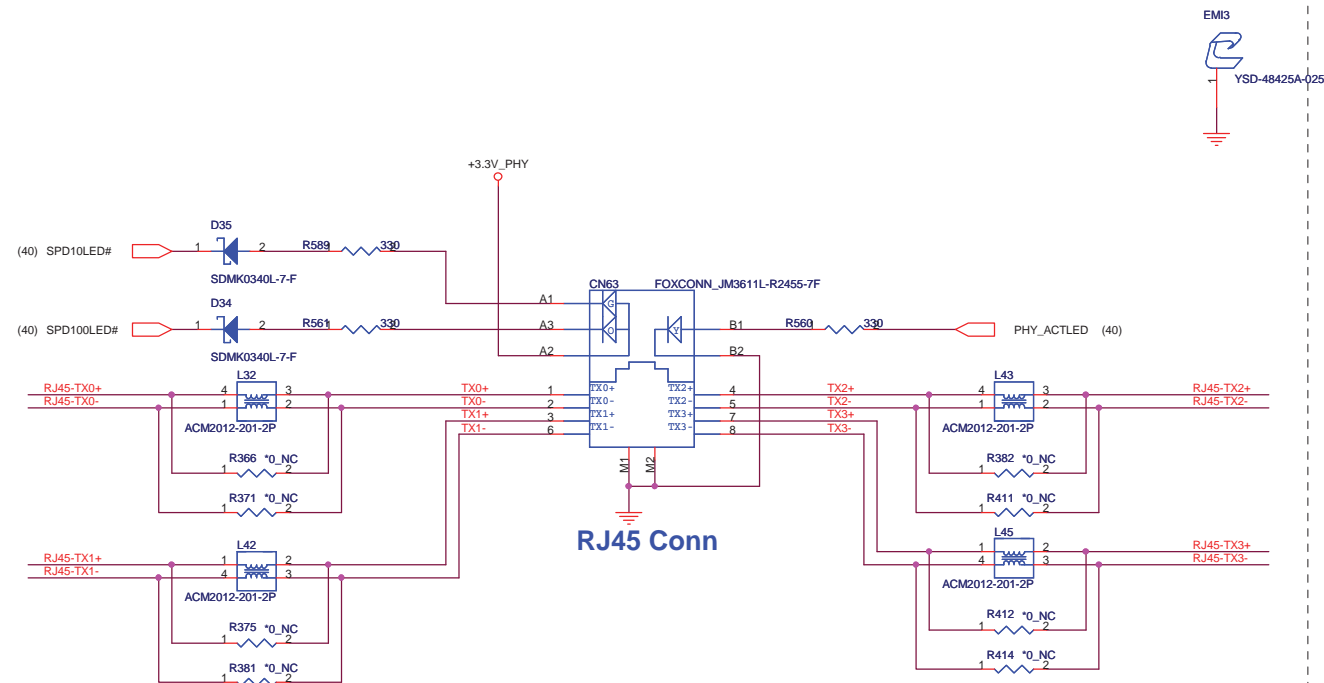 EMI3
YSD-48425A-025
1
+3.3V_PHY
D35
(40) SPD10LED#
1 2
R589 330
1 2
SDMK0340L-7-F
CN63 FOXCONN_JM3611L-R2455-7F
D34
A1 G
(40) SPD100LED#
1 2
R561 330
1 2
A3 O Y B1
R560 330
1 2
PHY_ACTLED (40)
SDMK0340L-7-F
A2 B2
L32
L43
RJ45-TX0+ 4 3 TX0+ 1 TX0+ TX2+ 4 TX2+ 4 3 RJ45-TX2+
RJ45-TX0- 1 2 TX0- 2 TX0- TX2- 5 TX2- 1 2 RJ45-TX2-
TX1+ 3 TX1+ TX3+ 7 TX3+
ACM2012-201-2P
TX1- 6 TX1- TX3- 8 TX3-
ACM2012-201-2P
R366 *0_NC
1 2
M1 M2
R382 *0_NC
1 2
R371 *0_NC
1 2
R411 *0_NC
1 2
RJ45 Conn
L42
L45
RJ45-TX1+ 1 2
1 2 RJ45-TX3+
RJ45-TX1- 4 3
4 3 RJ45-TX3-
ACM2012-201-2P
ACM2012-201-2P
R375 *0_NC
1 2
R412 *0_NC
1 2
R381 *0_NC
1 2
R414 *0_NC
1 2